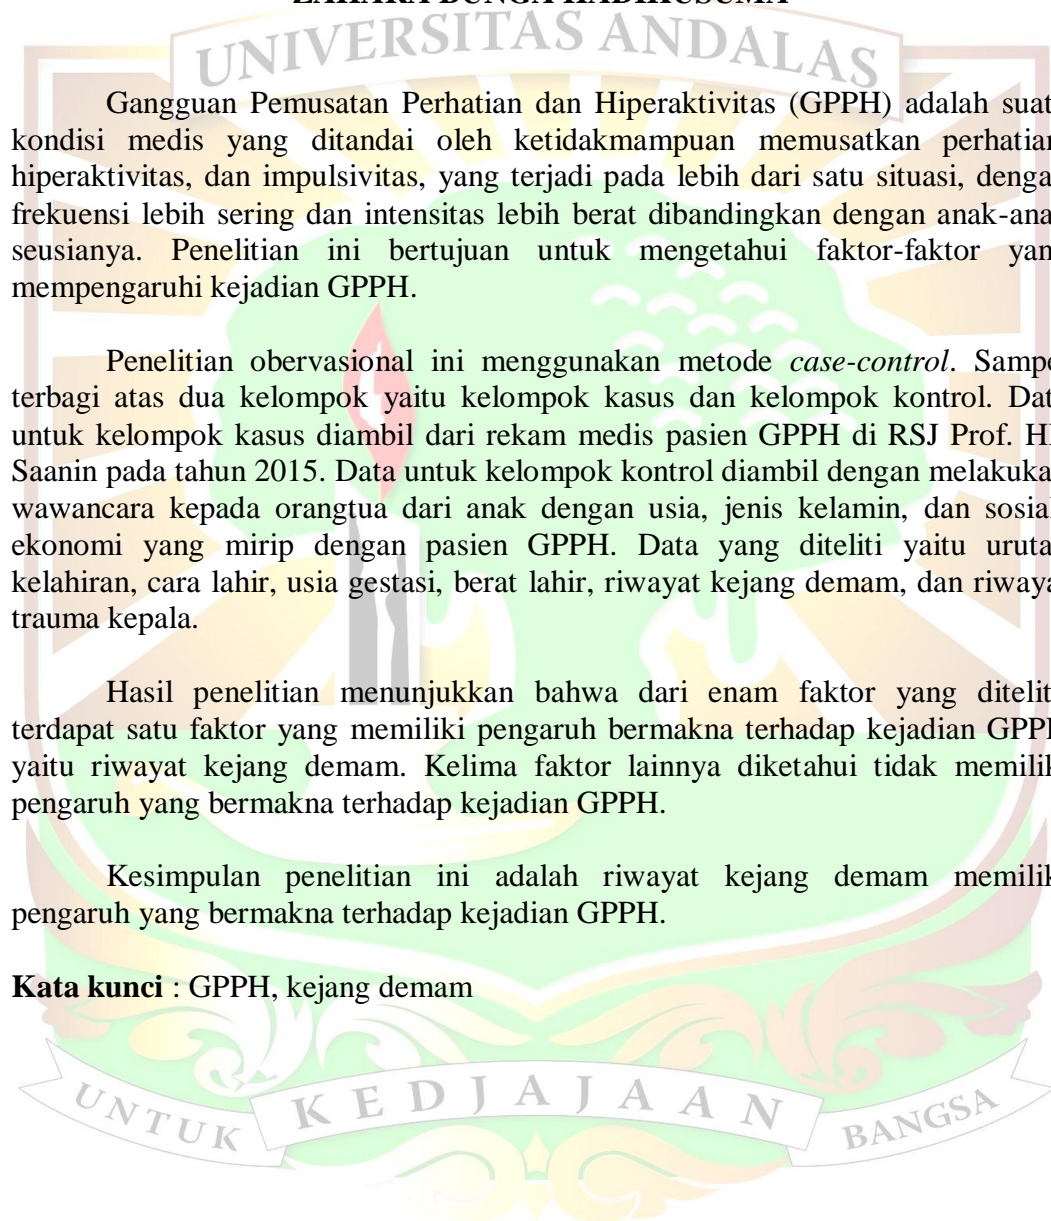 ZAHARA BUNGA HADIKUSUMA
UNIVERSITAS ANDALAS
Gangguan Pemusatan Perhatian dan Hiperaktivitas (GPPH) adalah suat
kondisi medis yang ditandai oleh ketidakmampuan memusatkan perhatian
hiperaktivitas, dan impulsivitas, yang terjadi pada lebih dari satu situasi, denga
frekuensi lebih sering dan intensitas lebih berat dibandingkan dengan anak-ana
seusianya. Penelitian ini bertujuan untuk mengetahui faktor-faktor yan
mempengaruhi kejadian GPPH.
Penelitian obervasional ini menggunakan metode case-control. Sampe
terbagi atas dua kelompok yaitu kelompok kasus dan kelompok kontrol. Dat
untuk kelompok kasus diambil dari rekam medis pasien GPPH di RSJ Prof. H
Saanin pada tahun 2015. Data untuk kelompok kontrol diambil dengan melakuka
wawancara kepada orangtua dari anak dengan usia, jenis kelamin, dan sosial
ekonomi yang mirip dengan pasien GPPH. Data yang diteliti yaitu uruta
kelahiran, cara lahir, usia gestasi, berat lahir, riwayat kejang demam, dan riwaya
trauma kepala.
Hasil penelitian menunjukkan bahwa dari enam faktor yang ditelit
terdapat satu faktor yang memiliki pengaruh bermakna terhadap kejadian GPP
yaitu riwayat kejang demam. Kelima faktor lainnya diketahui tidak memilik
pengaruh yang bermakna terhadap kejadian GPPH.
Kesimpulan penelitian ini adalah riwayat kejang demam memilik
pengaruh yang bermakna terhadap kejadian GPPH.
Kata kunci : GPPH, kejang demam
UNTUK KEDJAJAAN BANGSA